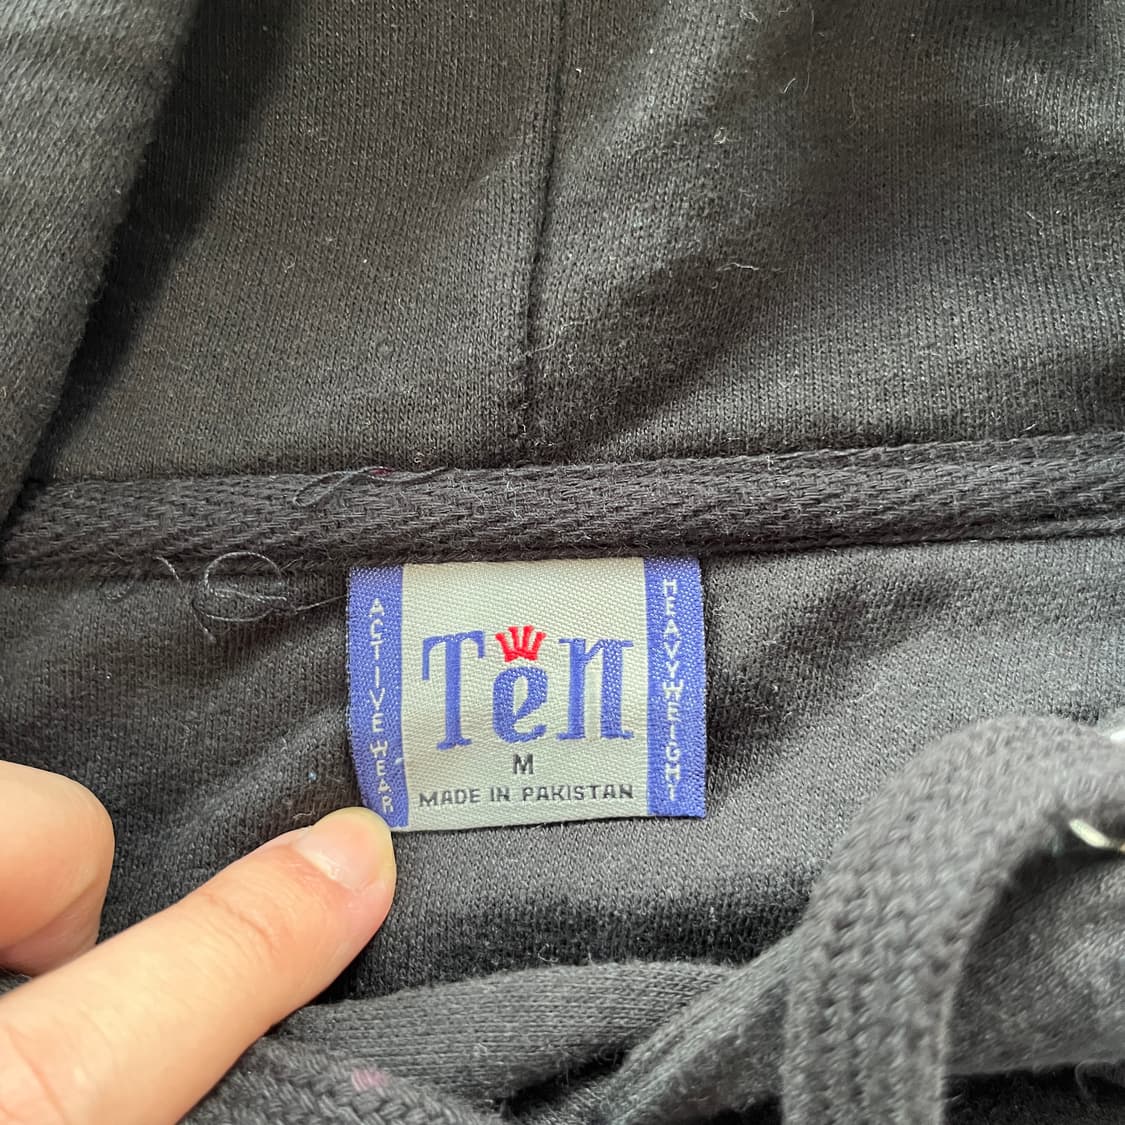 ACTIVE WEAR
Ten
M
MADE IN PAKISTAN
HEAVYWEIGHT